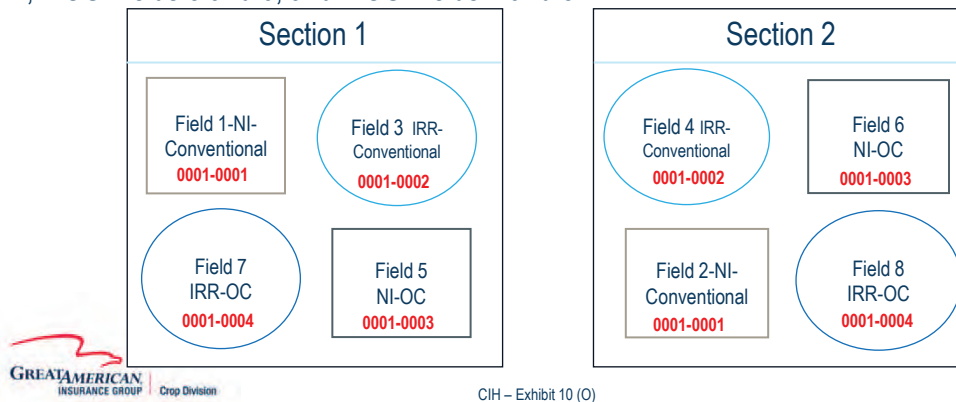 Section 1
Field 1-NI-
Conventional
0001-0001
Field 3 IRR-
Conventional
0001-0002
Field 7
IRR-OC
0001-0004
Field 5
NI-OC
0001-0003
Section 2
Field 4 IRR-
Conventional
0001-0002
Field 6
NI-OC
0001-0003
Field 2-NI-
Conventional
0001-0001
Field 8
IRR-OC
0001-0004
GREATAMERICAN
INSURANCE GROUP
Crop Division
CIH – Exhibit 10 (O)